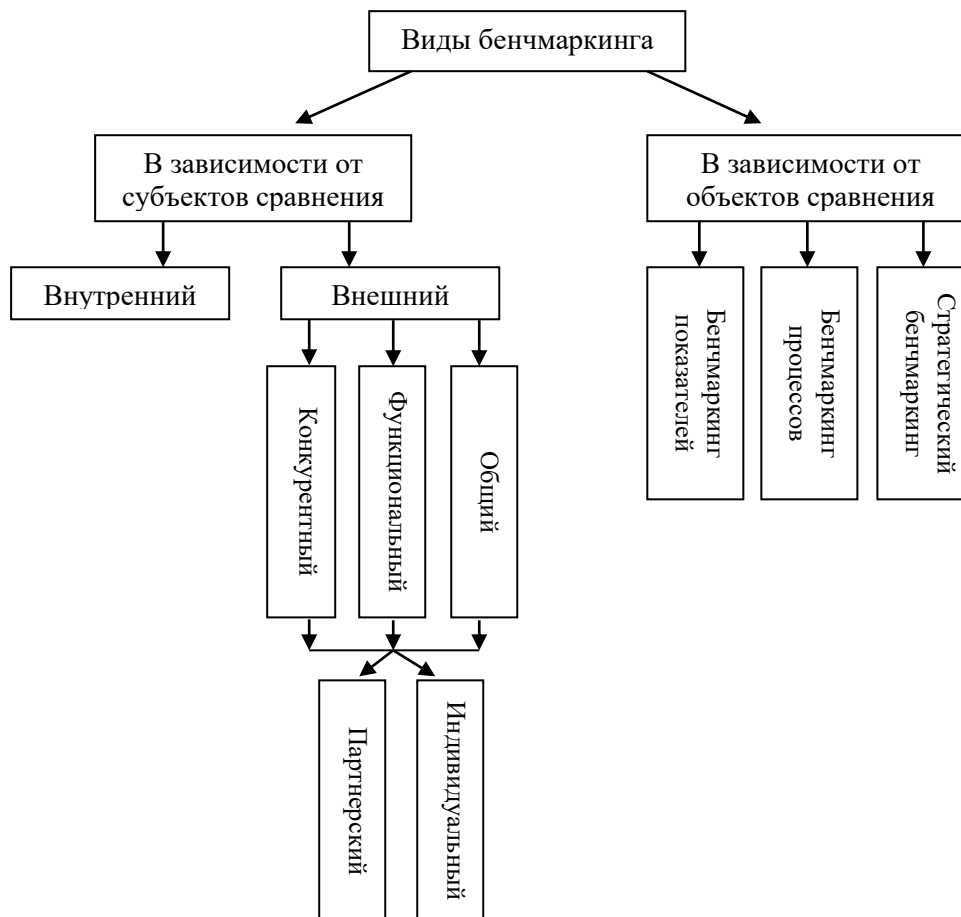 Виды бенчмаркинга
В зависимости от
субъектов сравнения
В зависимости от
объектов сравнения
Внутренний
Внешний
Бенчмаркинг
показателей
Бенчмаркинг
процессов
Стратегический
бенчмаркинг
Конкурентный
Функциональный
Общий
Партнерский
Индивидуальный